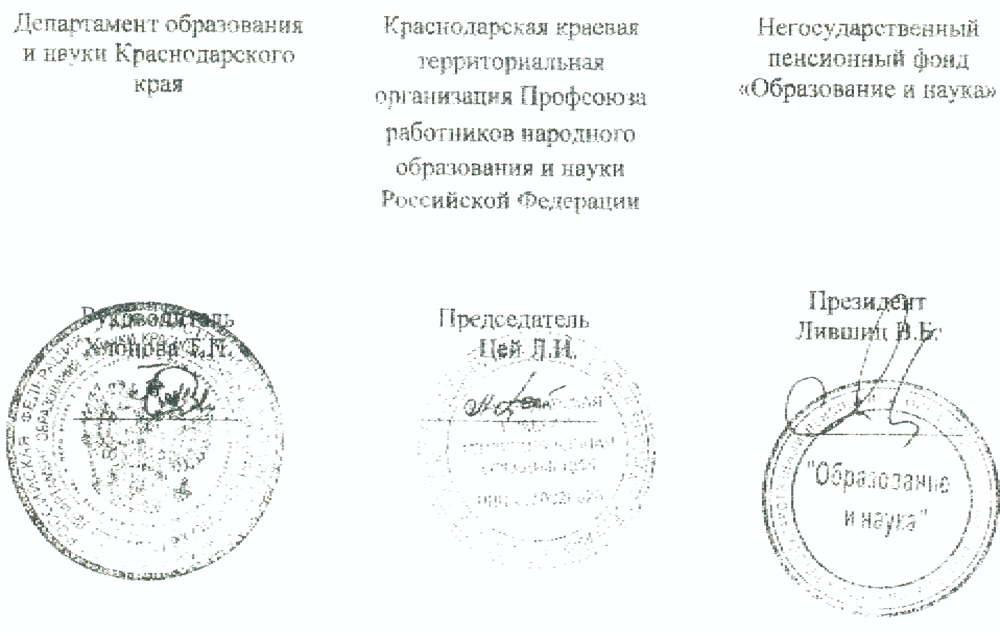 Департамент образования
и науки Краснодарского
края
Краснодарская краевая
территориальная
организация Профсоюза
работников народного
образования и науки
Российской Федерации
Негосударственный
пенсионный фонд
«Образование и наука»
Руководитель
Председатель
Цей Л.И.
Президент
Лившиц В.Б.
"Образование
и наука"